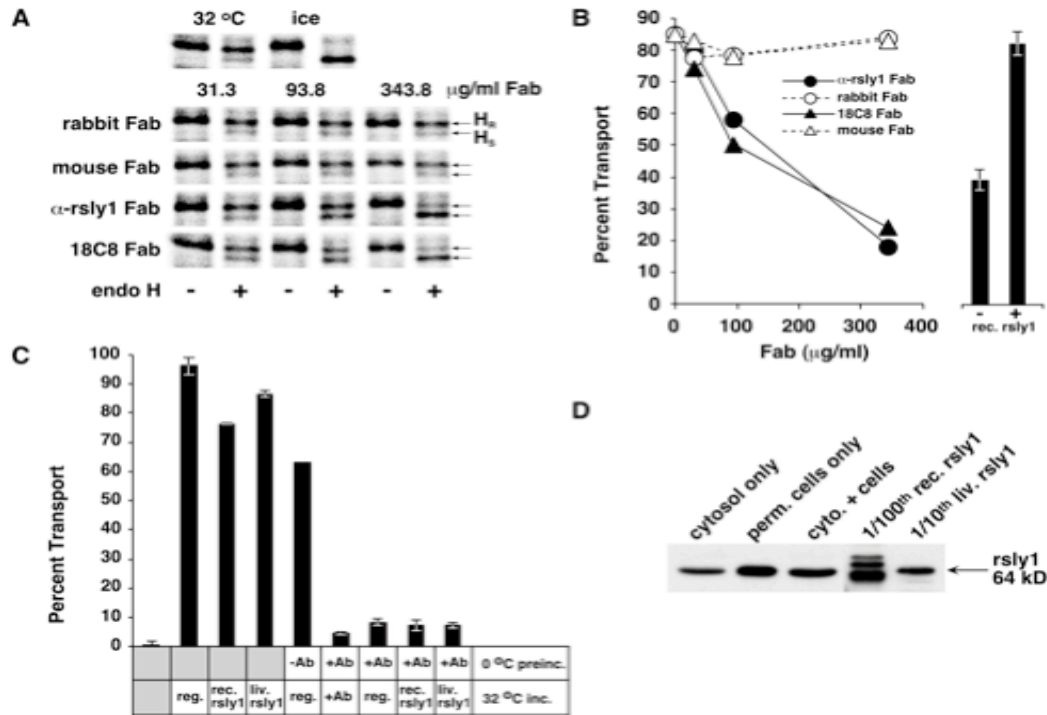 A
32 °C ice
31.3 93.8 343.8 µg/ml Fab
rabbit Fab
H_R
H_S
mouse Fab
α-rsly1 Fab
18C8 Fab
endo H - + - + - +
B
Percent Transport
90
80
70
60
50
40
30
20
10
0
α-rsly1 Fab
rabbit Fab
18C8 Fab
mouse Fab
0 100 200 300 400
Fab (µg/ml)
- +
rec. rsly1
C
Percent Transport
100
90
80
70
60
50
40
30
20
10
0
-Ab +Ab +Ab +Ab +Ab 0 °C preinc.
reg. rec. rsly1 liv. rsly1 reg. +Ab reg. rec. rsly1 liv. rsly1 32 °C inc.
D
cytosol only
perm. cells only
cyto. + cells
1/100th rec. rsly1
1/10th liv. rsly1
rsly1
64 kD